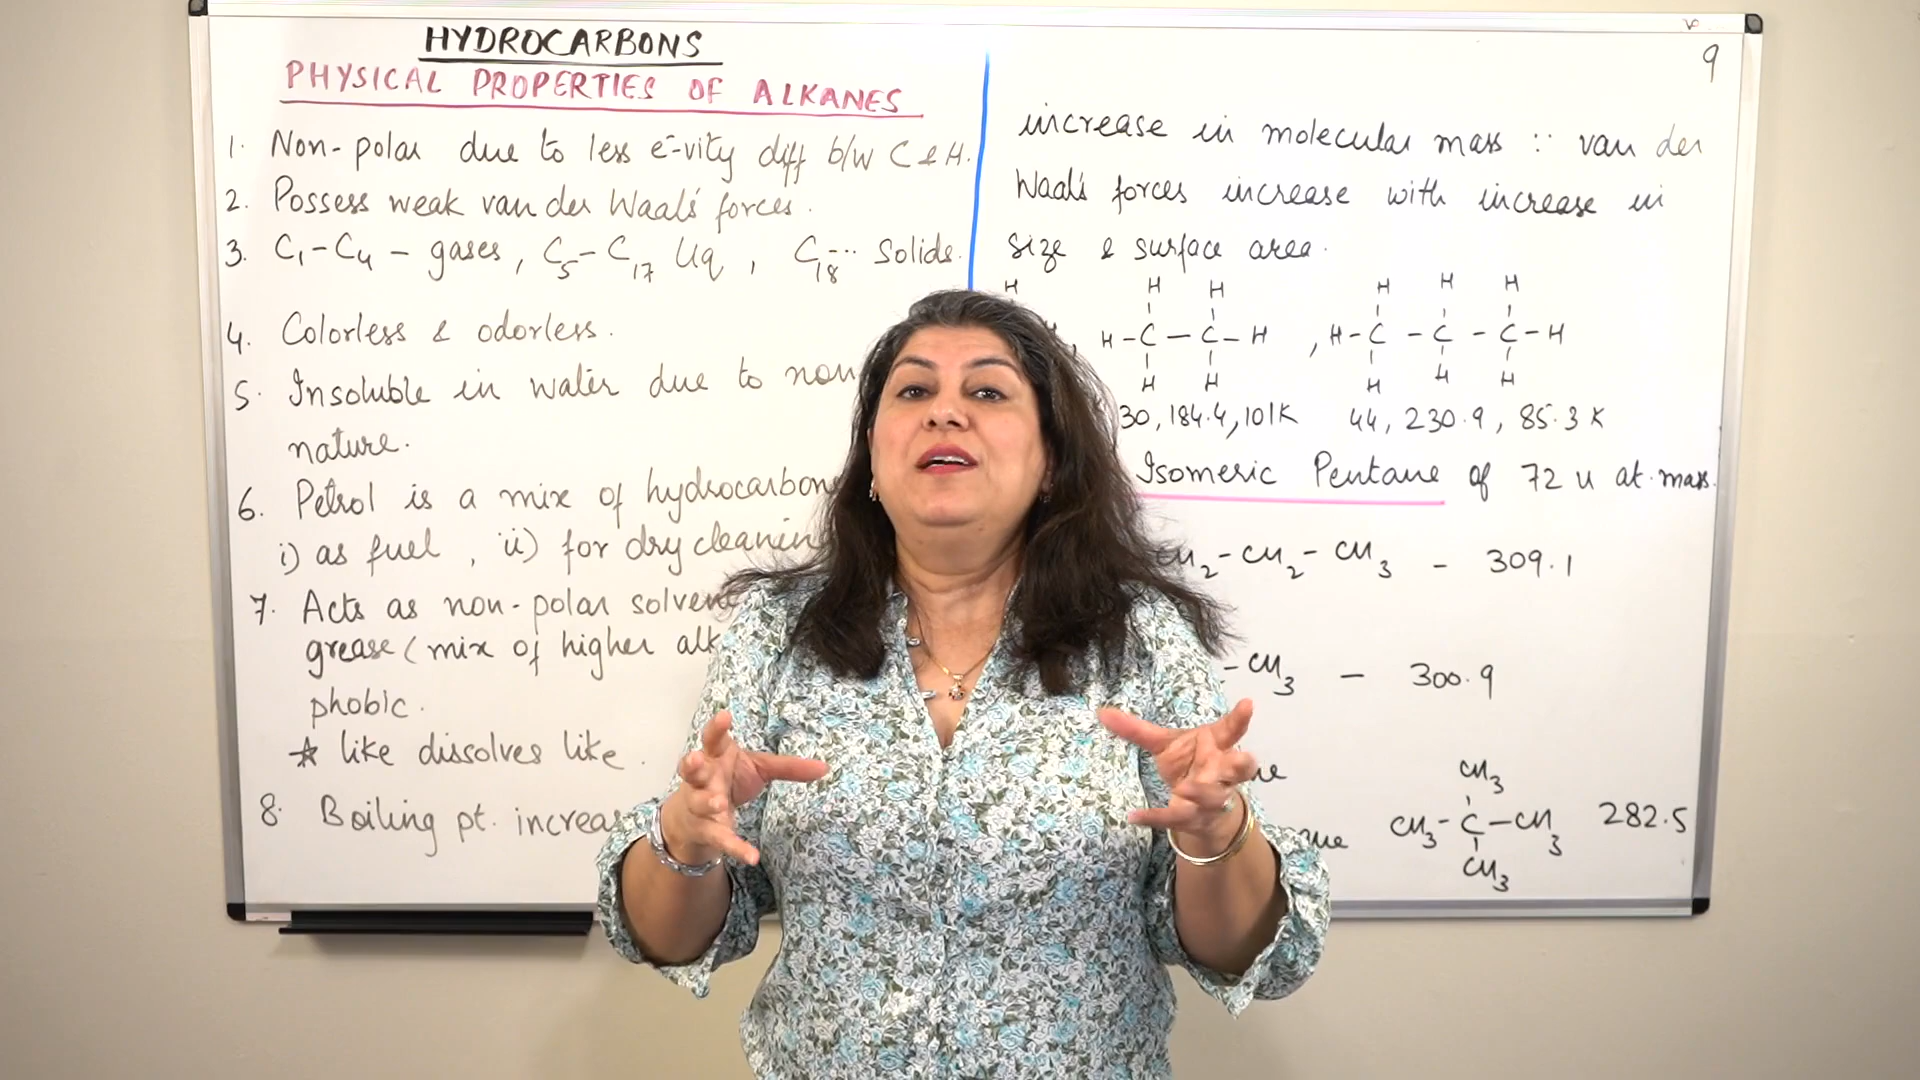 HYDROCARBONS
PHYSICAL PROPERTIES OF ALKANES
1. Non-polar due to less e-vity diff b/w C & H.
2. Possess weak van der Waal's forces.
3. C1-C4 - gases, C5-C17 liq, C18... Solids.
4. Colorless & odorless.
5. Insoluble in water due to non
nature.
6. Petrol is a mix of hydrocarbon
i) as fuel, ii) for dry cleanin
7. Acts as non-polar solven
grease (mix of higher alk
phobic.
* like dissolves like.
8. Boiling pt. increas
9
increase in molecular mass ∵ van der
Waal's forces increase with increase in
size & surface area.
H H H H H H
H-C-C-H, H-C-C-C-H
H H H H H
30, 184.4, 101K 44, 230.9, 85.3 K
Isomeric Pentane of 72 u at. mass.
CH2-CH2-CH3 - 309.1
-CH3 - 300.9
CH3
CH3-C-CH3 282.5
CH3